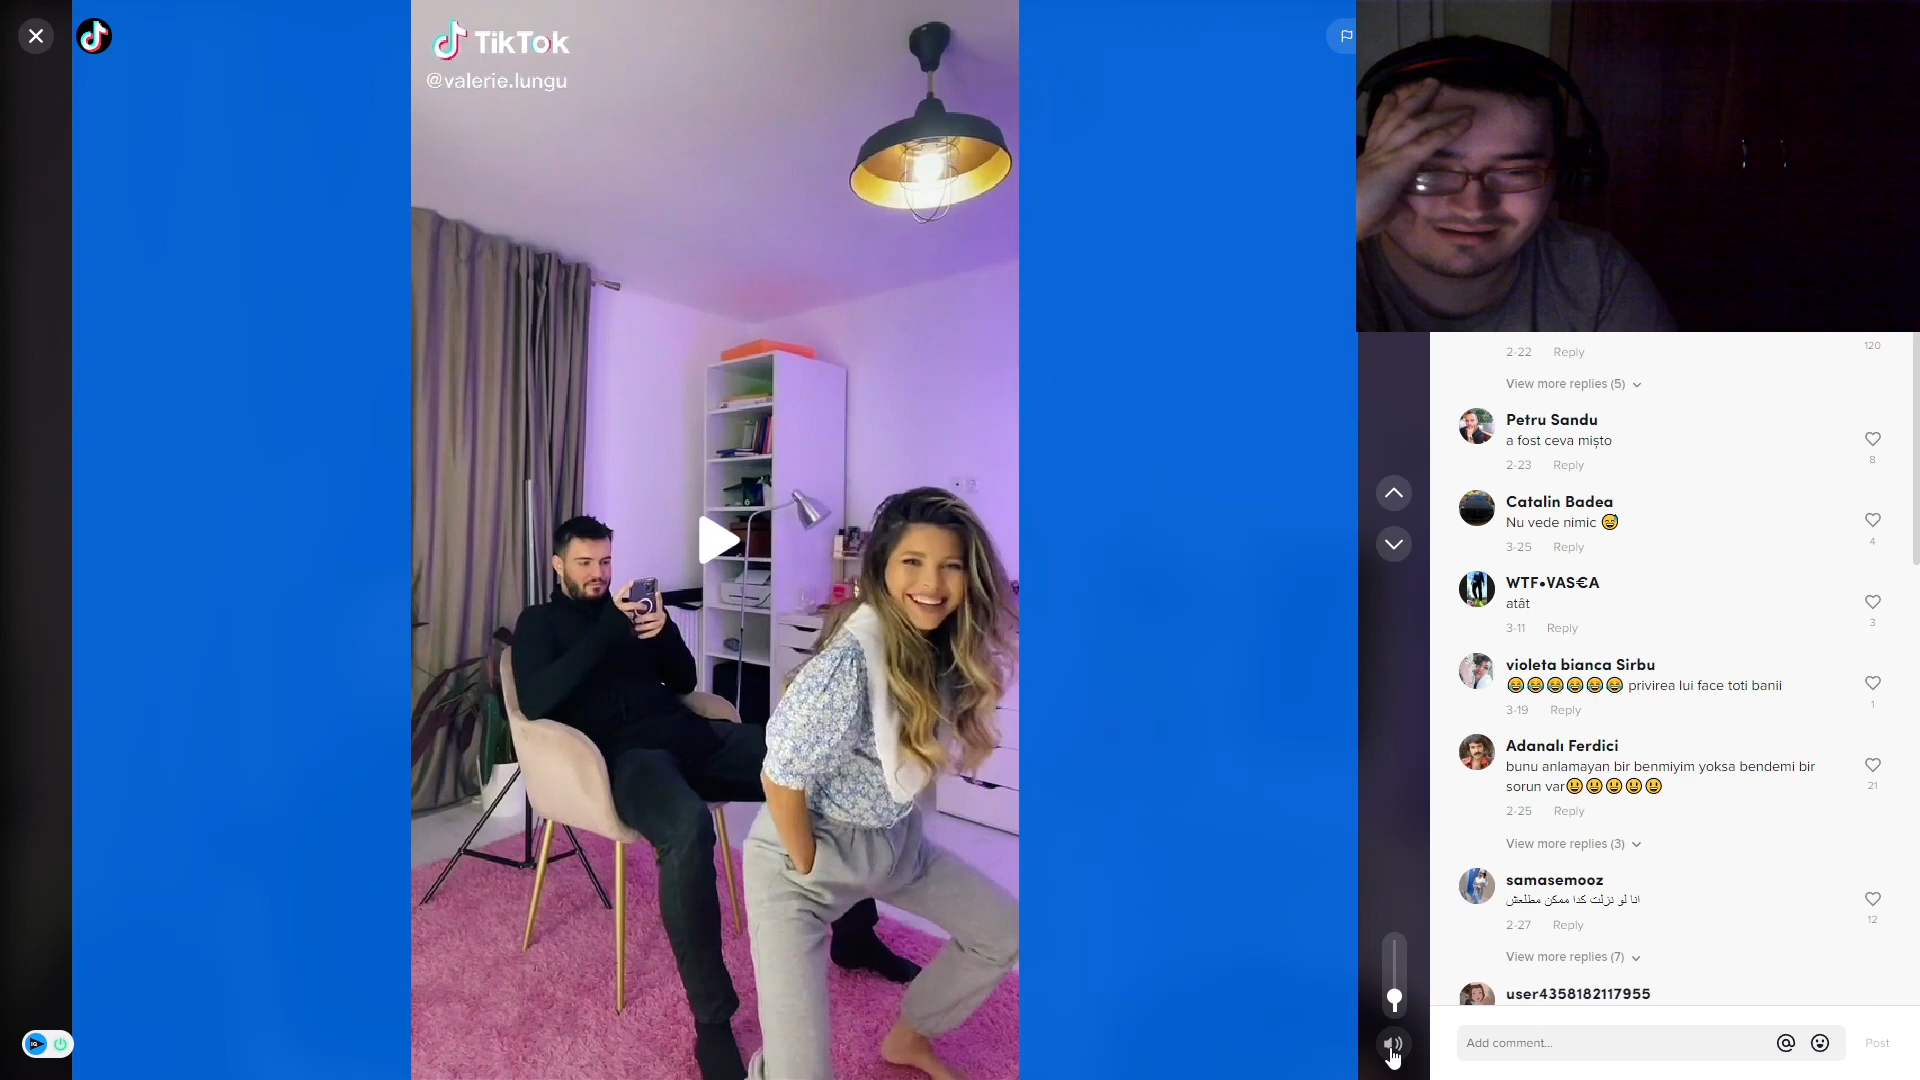 TikTok
@valerie.lungu
120
2-22 Reply
View more replies (5)
Petru Sandu
a fost ceva mișto
8
2-23 Reply
Catalin Badea
Nu vede nimic 😅
4
3-25 Reply
WTF•VAS€A
atât
3
3-11 Reply
violeta bianca Sirbu
😂😂😂😂😂😂 privirea lui face toti banii
1
3-19 Reply
Adanalı Ferdici
bunu anlamayan bir benmiyim yoksa bendemi bir
sorun var😃😃😃😃😃
21
2-25 Reply
View more replies (3)
samasemooz
انا لو نزلت كدا ممكن مطلعش
12
2-27 Reply
View more replies (7)
user4358182117955
Add comment...
Post